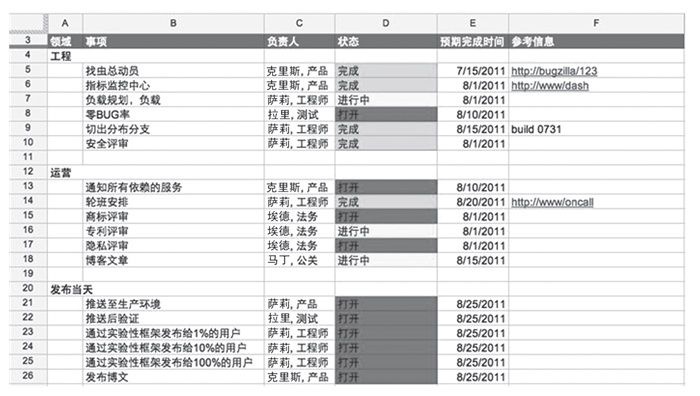 A B C D E F
3 领域 事项 负责人 状态 预期完成时间 参考信息
4 工程
5 找虫总动员 克里斯, 产品 完成 7/15/2011 http://bugzilla/123
6 指标监控中心 克里斯, 产品 完成 8/1/2011 http://www/dash
7 负载规划，负载 萨莉, 工程师 进行中 8/1/2011
8 零BUG率 拉里, 测试 打开 8/10/2011
9 切出分布分支 萨莉, 工程师 完成 8/15/2011 build 0731
10 安全评审 萨莉, 工程师 完成 8/1/2011
11
12 运营
13 通知所有依赖的服务 克里斯, 产品 打开 8/10/2011
14 轮班安排 萨莉, 工程师 完成 8/20/2011 http://www/oncall
15 商标评审 埃德, 法务 打开 8/1/2011
16 专利评审 埃德, 法务 进行中 8/1/2011
17 隐私评审 埃德, 法务 打开 8/1/2011
18 博客文章 马丁, 公关 进行中 8/15/2011
19
20 发布当天
21 推送至生产环境 萨莉, 产品 打开 8/25/2011
22 推送后验证 拉里, 测试 打开 8/25/2011
23 通过实验性框架发布给1%的用户 萨莉, 工程师 打开 8/25/2011
24 通过实验性框架发布给10%的用户 萨莉, 工程师 打开 8/25/2011
25 通过实验性框架发布给100%的用户 萨莉, 工程师 打开 8/25/2011
26 发布博文 克里斯, 产品 打开 8/25/2011